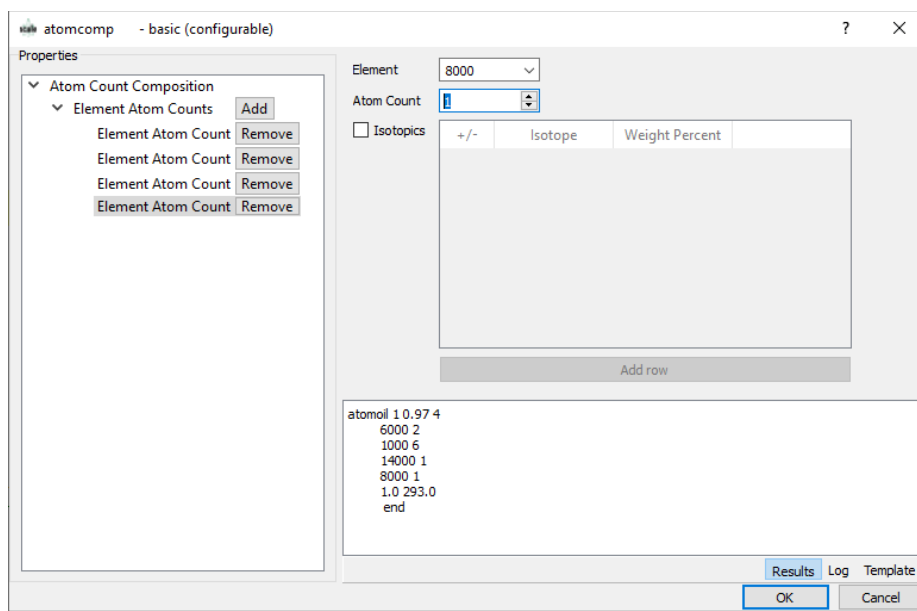 scale atomcomp - basic (configurable) ?
Properties
Atom Count Composition
Element Atom Counts Add
Element Atom Count Remove
Element Atom Count Remove
Element Atom Count Remove
Element Atom Count Remove
Element 8000
Atom Count 1
Isotopics
+/- Isotope Weight Percent
Add row
atomoil 1 0.97 4
6000 2
1000 6
14000 1
8000 1
1.0 293.0
end
Results Log Template
OK Cancel